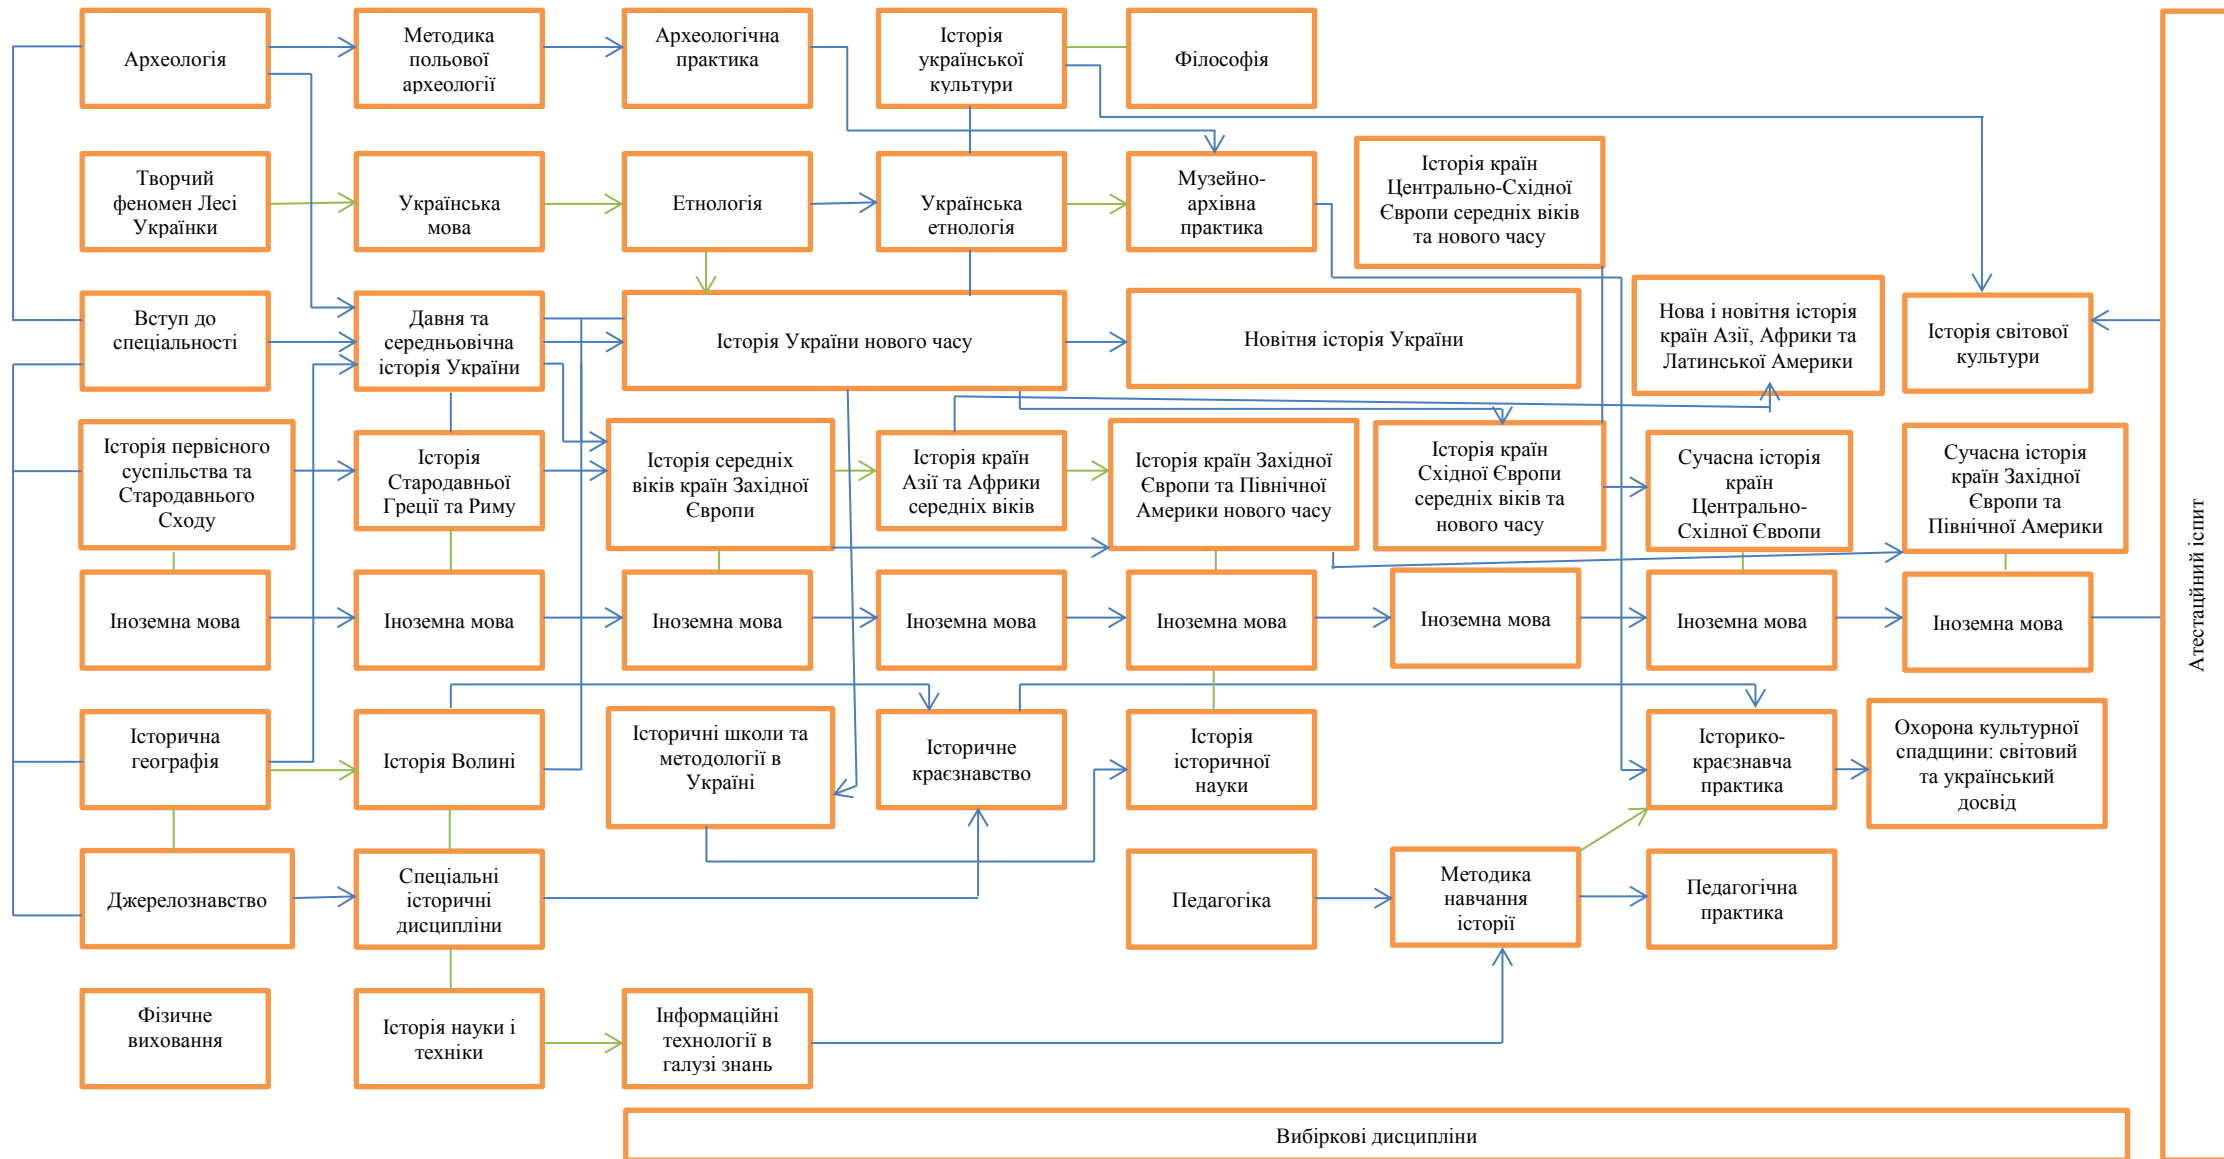 Археологія
Методика
польової
археології
Археологічна
практика
Історія
української
культури
Філософія
Творчий
феномен Лесі
Українки
Українська
мова
Етнологія
Українська
етнологія
Музейно-
архівна
практика
Історія країн
Центрально-Східної
Європи середніх віків
та нового часу
Вступ до
спеціальності
Давня та
середньовічна
історія України
Історія України нового часу
Новітня історія України
Нова і новітня історія
країн Азії, Африки та
Латинської Америки
Історія світової
культури
Історія первісного
суспільства та
Стародавнього
Сходу
Історія
Стародавньої
Греції та Риму
Історія середніх
віків країн Західної
Європи
Історія країн
Азії та Африки
середніх віків
Історія країн Західної
Європи та Північної
Америки нового часу
Історія країн
Східної Європи
середніх віків та
нового часу
Сучасна історія
країн
Центрально-
Східної Європи
Сучасна історія
країн Західної
Європи та
Північної Америки
Іноземна мова
Іноземна мова
Іноземна мова
Іноземна мова
Іноземна мова
Іноземна мова
Іноземна мова
Іноземна мова
Історична
географія
Історія Волині
Історичні школи та
методології в
Україні
Історичне
краєзнавство
Історія
історичної
науки
Історико-
краєзнавча
практика
Охорона культурної
спадщини: світовий
та український
досвід
Джерелознавство
Спеціальні
історичні
дисципліни
Педагогіка
Методика
навчання
історії
Педагогічна
практика
Фізичне
виховання
Історія науки і
техніки
Інформаційні
технології в
галузі знань
Вибіркові дисципліни
Атестаційний іспит